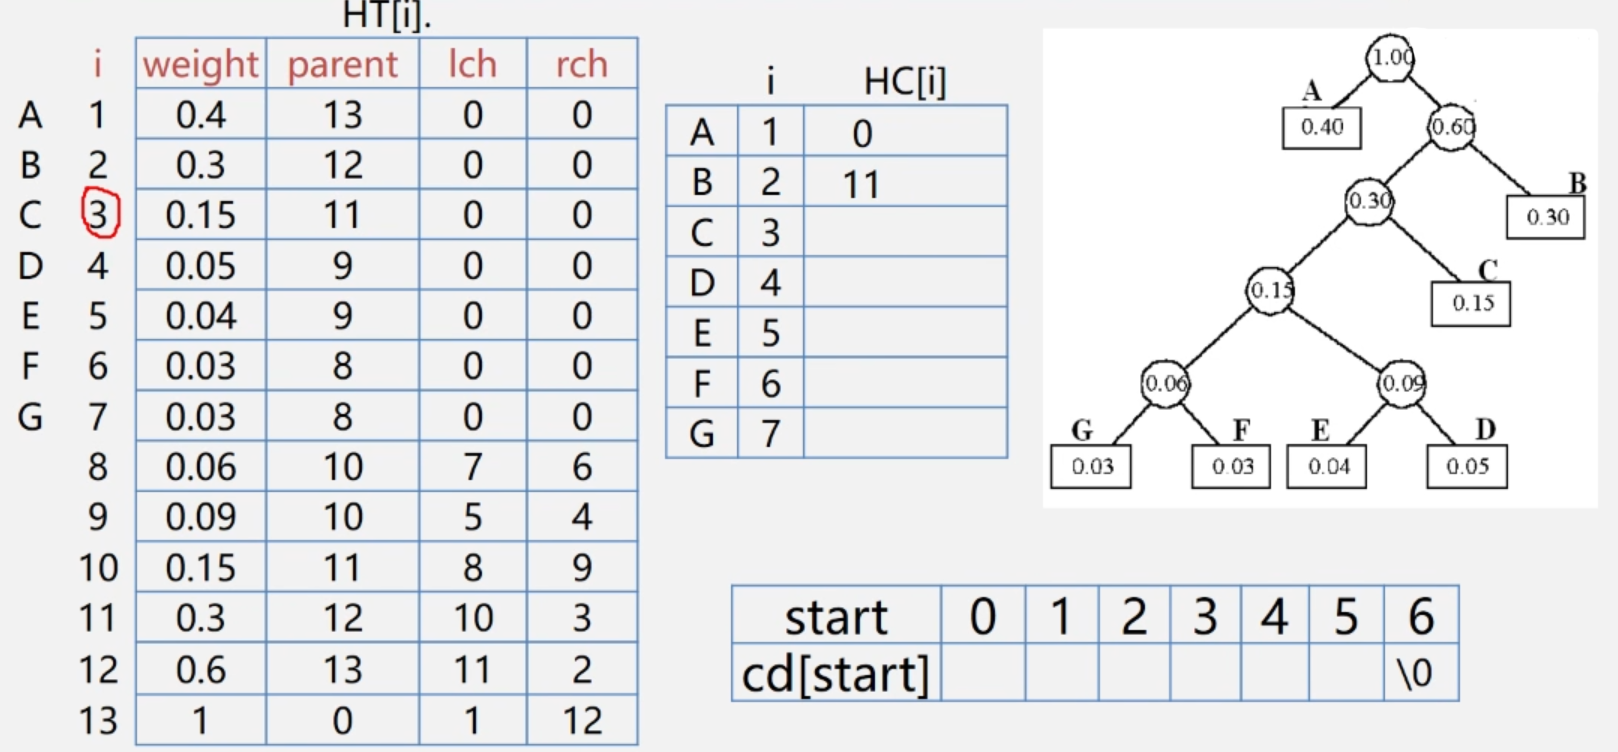 HT[i].
i weight parent lch rch
A 1 0.4 13 0 0
B 2 0.3 12 0 0
C 3 0.15 11 0 0
D 4 0.05 9 0 0
E 5 0.04 9 0 0
F 6 0.03 8 0 0
G 7 0.03 8 0 0
8 0.06 10 7 6
9 0.09 10 5 4
10 0.15 11 8 9
11 0.3 12 10 3
12 0.6 13 11 2
13 1 0 1 12
i HC[i]
A 1 0
B 2 11
C 3
D 4
E 5
F 6
G 7
1.00
A
0.40 0.60
B
0.30 0.30
C
0.15 0.15
0.06 0.09
G F E D
0.03 0.03 0.04 0.05
start 0 1 2 3 4 5 6
cd[start] \0